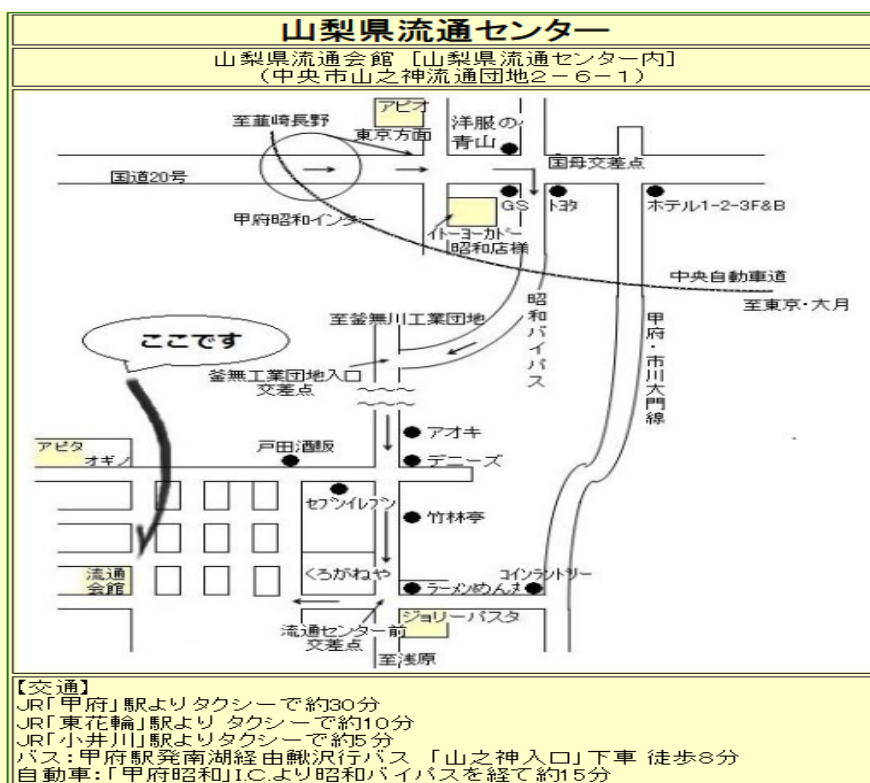 山梨県流通センター
山梨県流通会館 [山梨県流通センター内]
(中央市山之神流通団地2-6-1)
アピオ
至韮崎長野
東京方面
洋服の
青山
国母交差点
国道20号
GS
トヨタ
ホテル1-2-3F&B
甲府昭和インター
イトーヨーカドー
昭和店様
中央自動車道
至東京・大月
昭和バイパス
甲府・市川大門線
至釜無川工業団地
ここです
釜無工業団地入口
交差点
アオキ
アピタ
オギノ
戸田酒販
デニーズ
セブンイレブン
竹林亭
流通
会館
くろがねや
コインラントリー
ラーメンめんま
ジョリーパスタ
流通センター前
交差点
至浅原
【交通】
JR「甲府」駅よりタクシーで約30分
JR「東花輪」駅より タクシーで約10分
JR「小井川」駅よりタクシーで約5分
バス:甲府駅発南湖経由鰍沢行バス 「山之神入口」下車 徒歩8分
自動車:「甲府昭和」I.C.より昭和バイパスを経て約15分